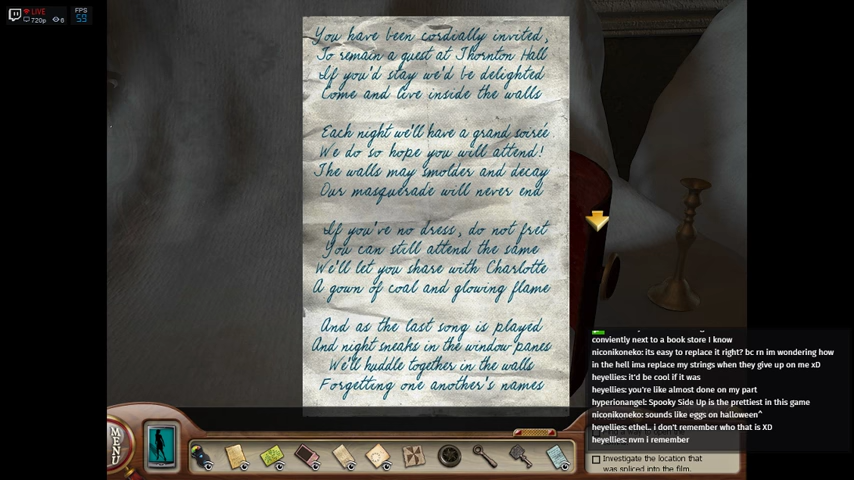 LIVE
720p
6
FPS
59
You have been cordially invited,
To remain a guest at Thornton Hall
If you'd stay we'd be delighted
Come and live inside the walls
Each night we'll have a grand soireé
We do so hope you will attend!
The walls may smolder and decay
Our masquerade will never end
If you've no dress, do not fret
You can still attend the same
We'll let you share with Charlotte
A gown of coal and glowing flame
And as the last song is played
And night sneaks in the window panes
We'll huddle together in the walls
Forgetting one another's names
conviently next to a book store I know
niconikoneko: its easy to replace it right? bc rn im wondering how
in the hell ima replace my strings when they give up on me xD
heyellies: it'd be cool if it was
heyellies: you're like almost done on my part
hyperionangel: Spooky Side Up is the prettiest in this game
niconikoneko: sounds like eggs on halloween^
heyellies: ethel.. i don't remember who that is XD
heyellies: nvm i remember
MENU
Investigate the location that
was spliced into the film.